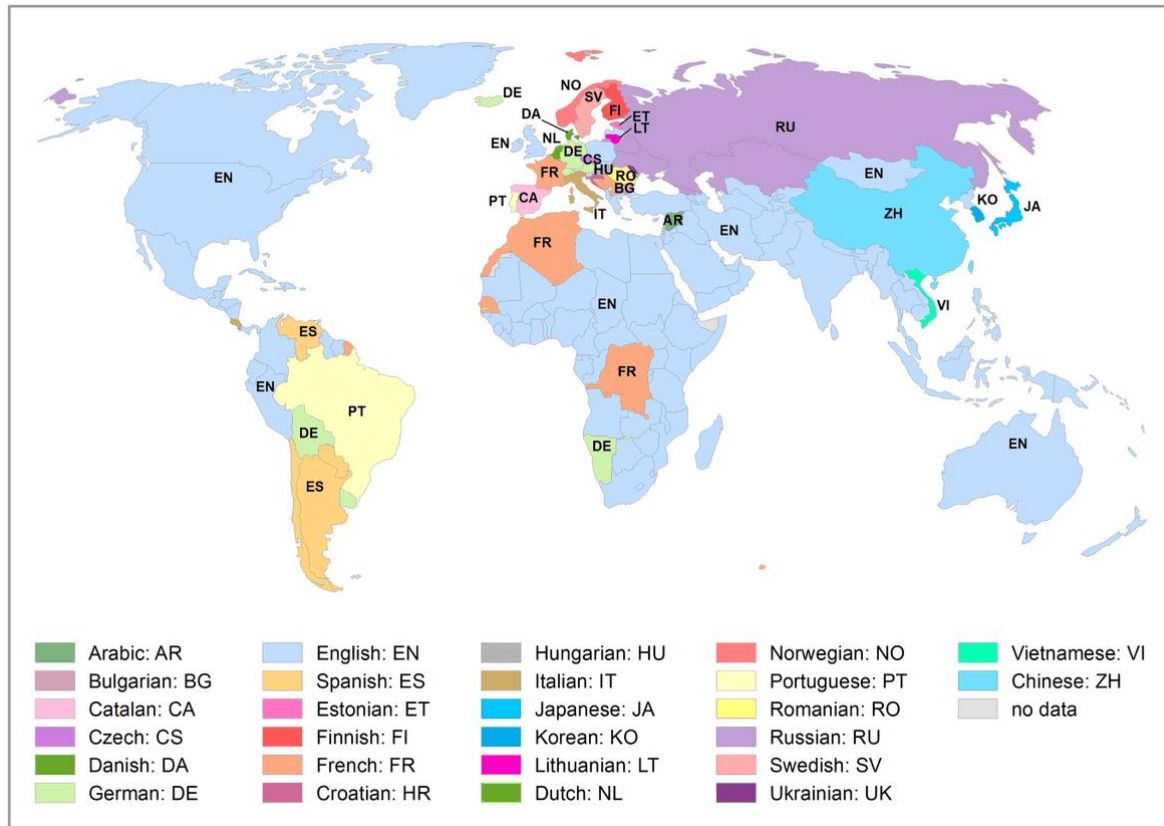 DE
NO
SV
FI
DA
ET
LT
RU
NL
EN
DE
CS
EN
FR
HU
RO
BG
EN
KO
PT
CA
IT
ZH
JA
AR
EN
FR
EN
VI
ES
FR
EN
PT
DE
DE
EN
ES
Arabic: AR
Bulgarian: BG
Catalan: CA
Czech: CS
Danish: DA
German: DE
English: EN
Spanish: ES
Estonian: ET
Finnish: FI
French: FR
Croatian: HR
Hungarian: HU
Italian: IT
Japanese: JA
Korean: KO
Lithuanian: LT
Dutch: NL
Norwegian: NO
Portuguese: PT
Romanian: RO
Russian: RU
Swedish: SV
Ukrainian: UK
Vietnamese: VI
Chinese: ZH
no data